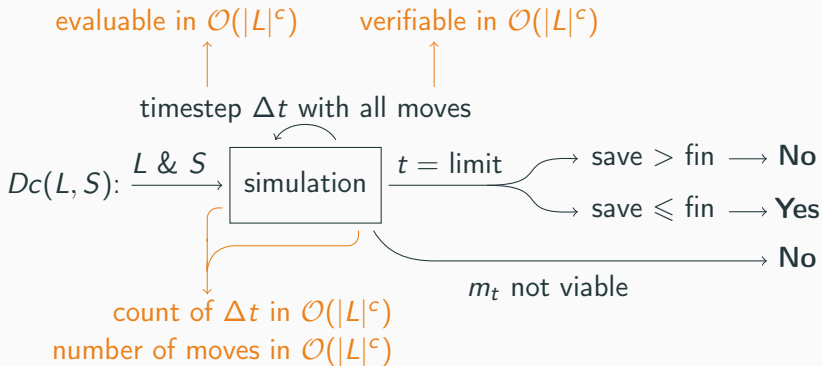 evaluable in 𝒪(|L|ᶜ) verifiable in 𝒪(|L|ᶜ)
timestep Δt with all moves
Dc(L, S): L & S simulation t = limit save > fin No
save ⩽ fin Yes
mₜ not viable No
count of Δt in 𝒪(|L|ᶜ)
number of moves in 𝒪(|L|ᶜ)